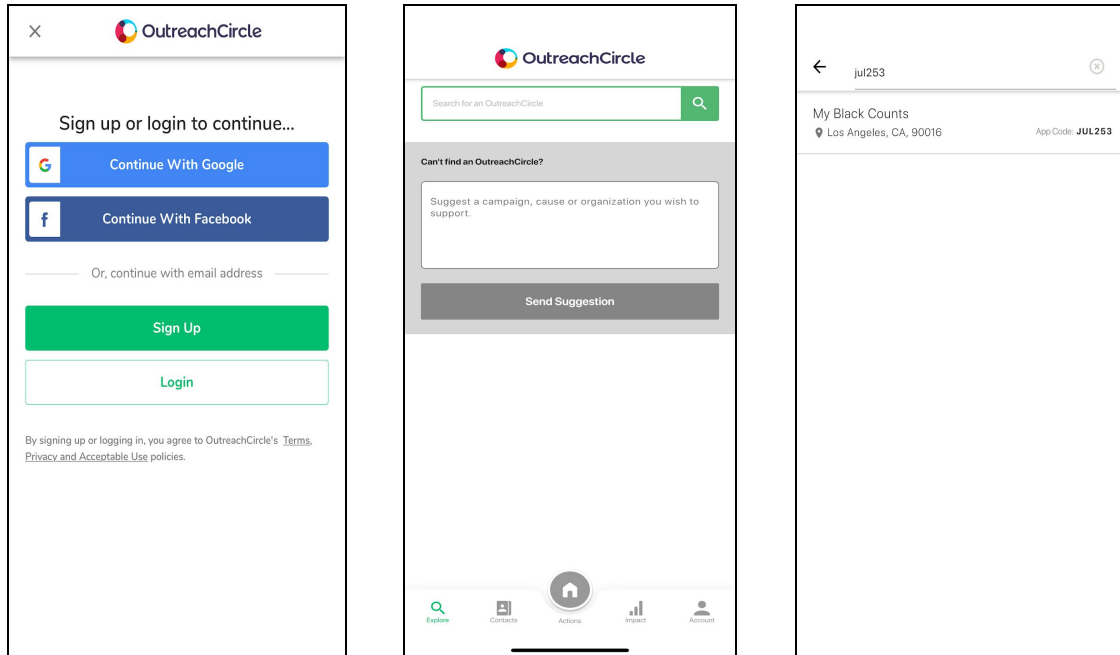 OutreachCircle
Sign up or login to continue...
Continue With Google
Continue With Facebook
Or, continue with email address
Sign Up
Login
By signing up or logging in, you agree to OutreachCircle's Terms,
Privacy and Acceptable Use policies.
OutreachCircle
Search for an OutreachCircle
Can't find an OutreachCircle?
Suggest a campaign, cause or organization you wish to
support.
Send Suggestion
Explore
Contacts
Actions
Impact
Account
jul253
My Black Counts
Los Angeles, CA, 90016
App Code: JUL253